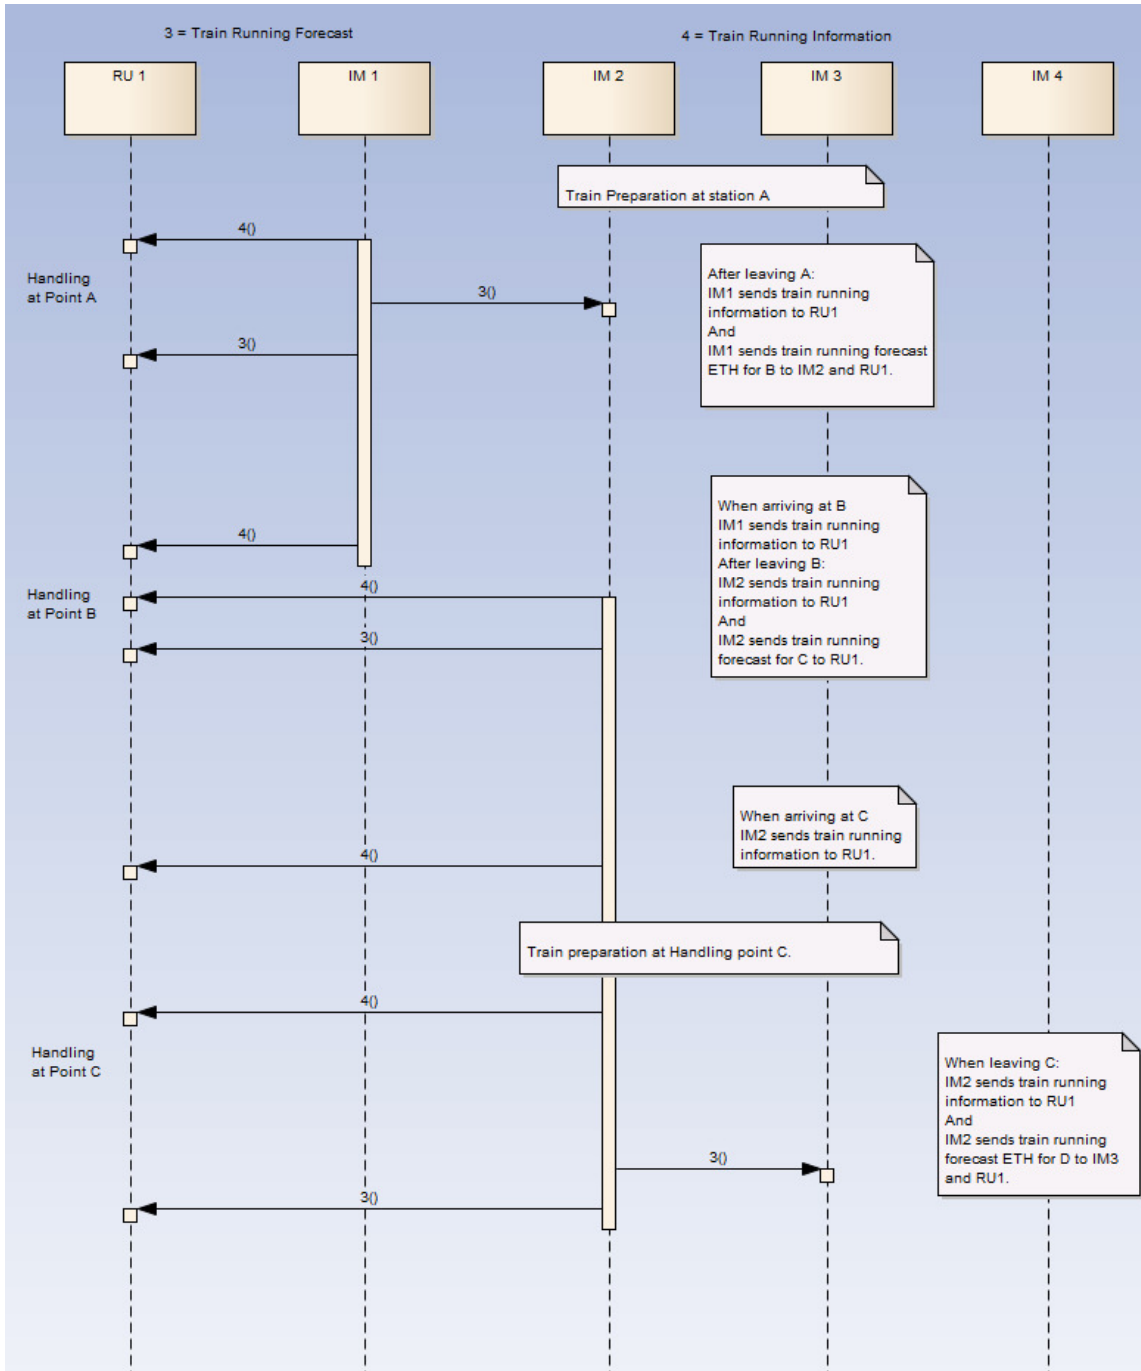 3 = Train Running Forecast
4 = Train Running Information
RU 1
IM 1
IM 2
IM 3
IM 4
Train Preparation at station A
4()
Handling
at Point A
3()
3()
After leaving A:
IM1 sends train running
information to RU1
And
IM1 sends train running forecast
ETH for B to IM2 and RU1.
4()
When arriving at B
IM1 sends train running
information to RU1
After leaving B:
IM2 sends train running
information to RU1
And
IM2 sends train running
forecast for C to RU1.
Handling
at Point B
4()
3()
When arriving at C
IM2 sends train running
information to RU1.
4()
Train preparation at Handling point C.
4()
Handling
at Point C
When leaving C:
IM2 sends train running
information to RU1
And
IM2 sends train running
forecast ETH for D to IM3
and RU1.
3()
3()